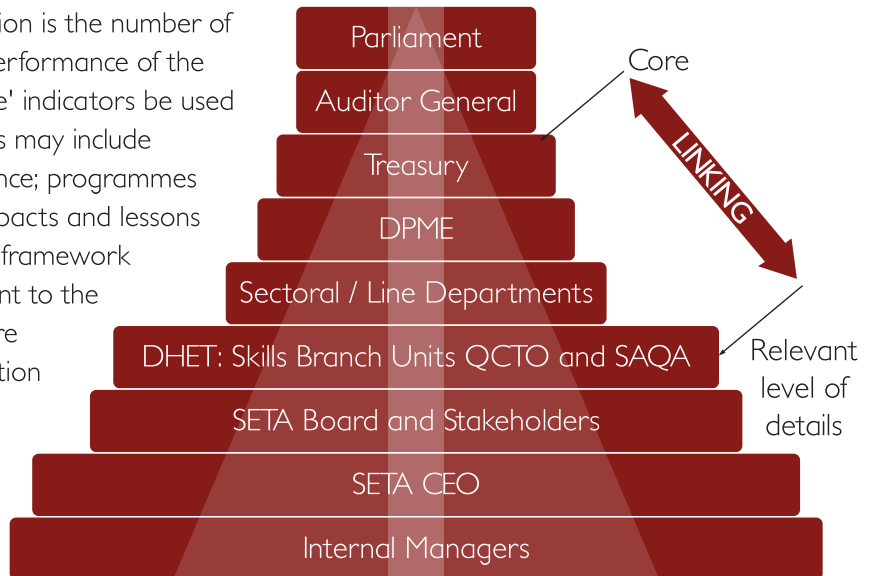 ion is the number of
erformance of the
e' indicators be used
s may include
nce; programmes
pacts and lessons
framework
nt to the
re
tion
Parliament
Auditor General
Treasury
DPME
Sectoral / Line Departments
DHET: Skills Branch Units QCTO and SAQA
SETA Board and Stakeholders
SETA CEO
Internal Managers
Core
LINKING
Relevant
level of
details